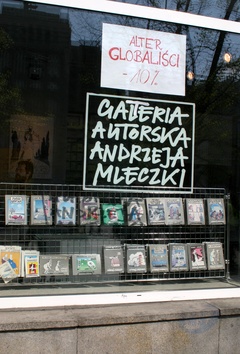 ALTER
GLOBALIŚCI
-10%
GALERIA
AUTORSKA
ANDRZEJA
MLECZKI